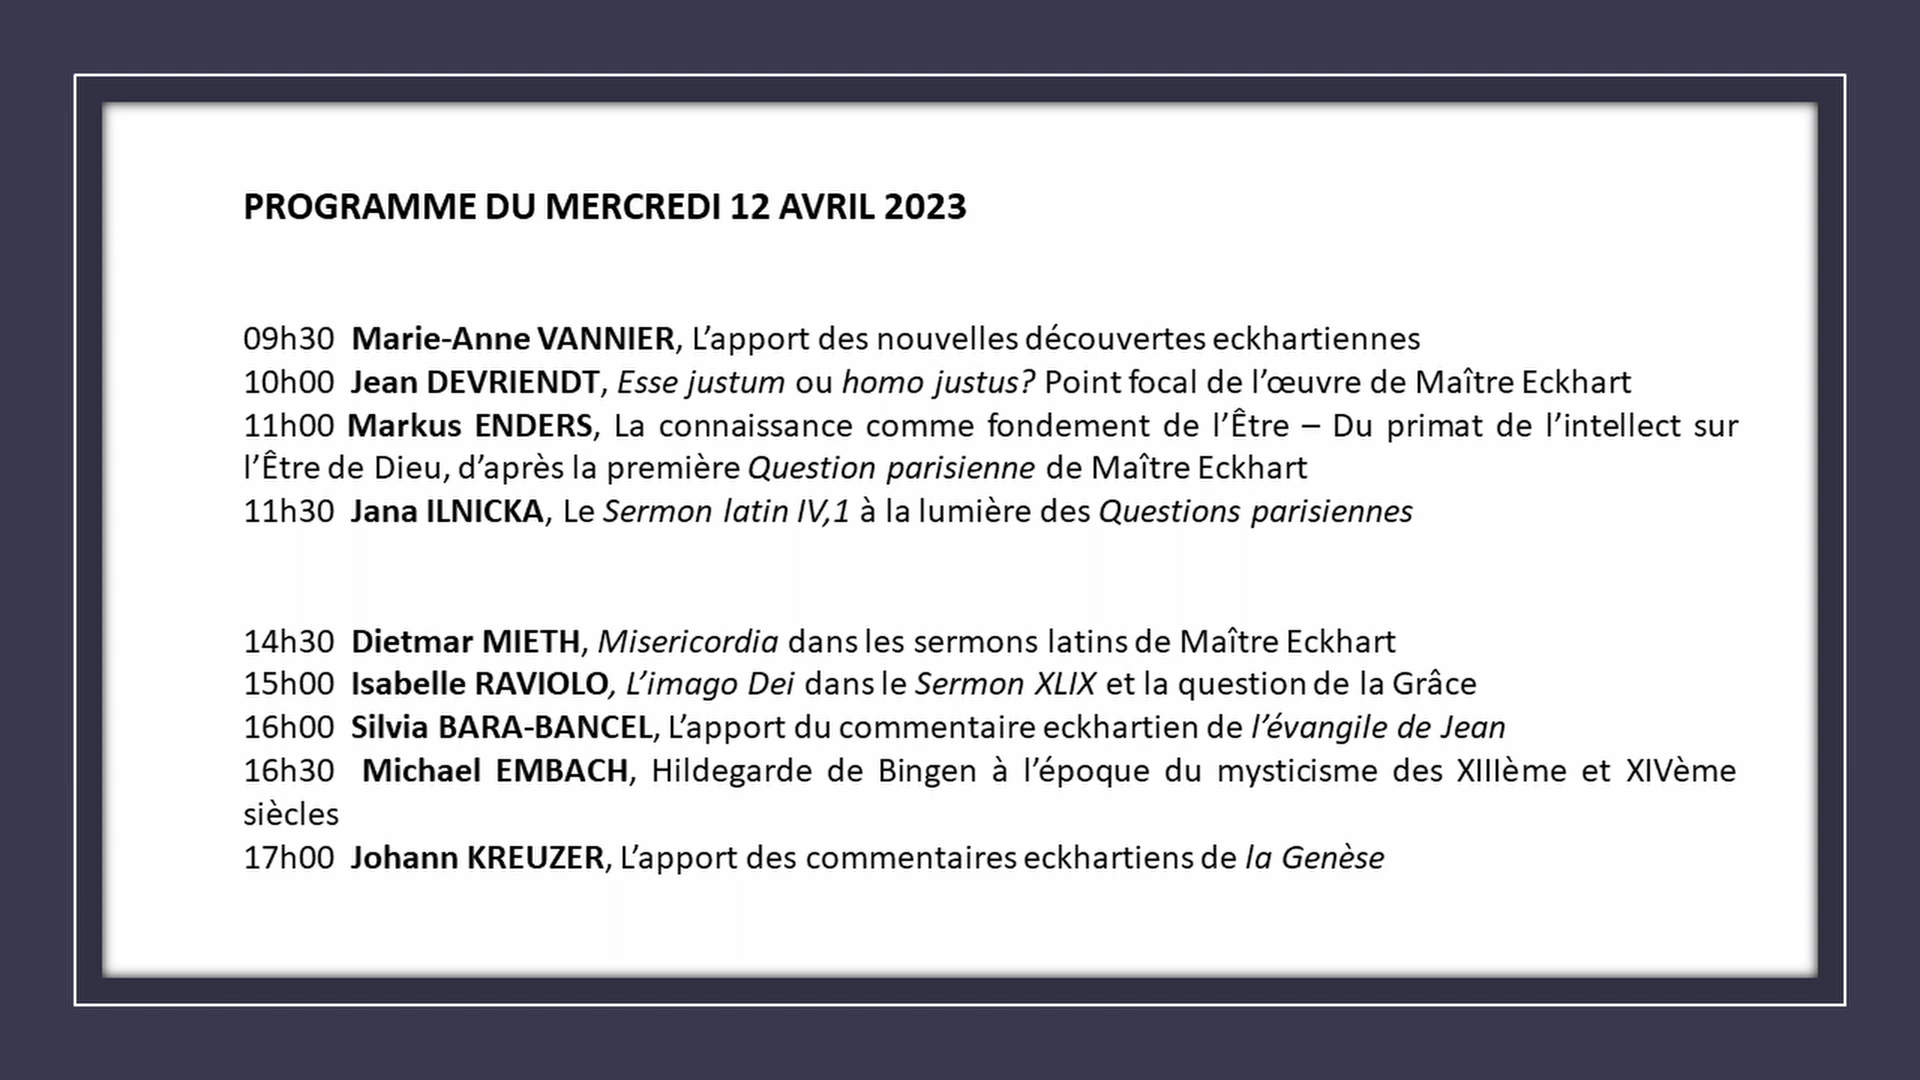 PROGRAMME DU MERCREDI 12 AVRIL 2023
09h30 Marie-Anne VANNIER, L’apport des nouvelles découvertes eckhartiennes
10h00 Jean DEVRIENDT, Esse justum ou homo justus? Point focal de l’œuvre de Maître Eckhart
11h00 Markus ENDERS, La connaissance comme fondement de l’Être – Du primat de l’intellect sur
l’Être de Dieu, d’après la première Question parisienne de Maître Eckhart
11h30 Jana ILNICKA, Le Sermon latin IV,1 à la lumière des Questions parisiennes
14h30 Dietmar MIETH, Misericordia dans les sermons latins de Maître Eckhart
15h00 Isabelle RAVIOLO, L’imago Dei dans le Sermon XLIX et la question de la Grâce
16h00 Silvia BARA-BANCEL, L’apport du commentaire eckhartien de l’évangile de Jean
16h30 Michael EMBACH, Hildegarde de Bingen à l’époque du mysticisme des XIIIème et XIVème
siècles
17h00 Johann KREUZER, L’apport des commentaires eckhartiens de la Genèse